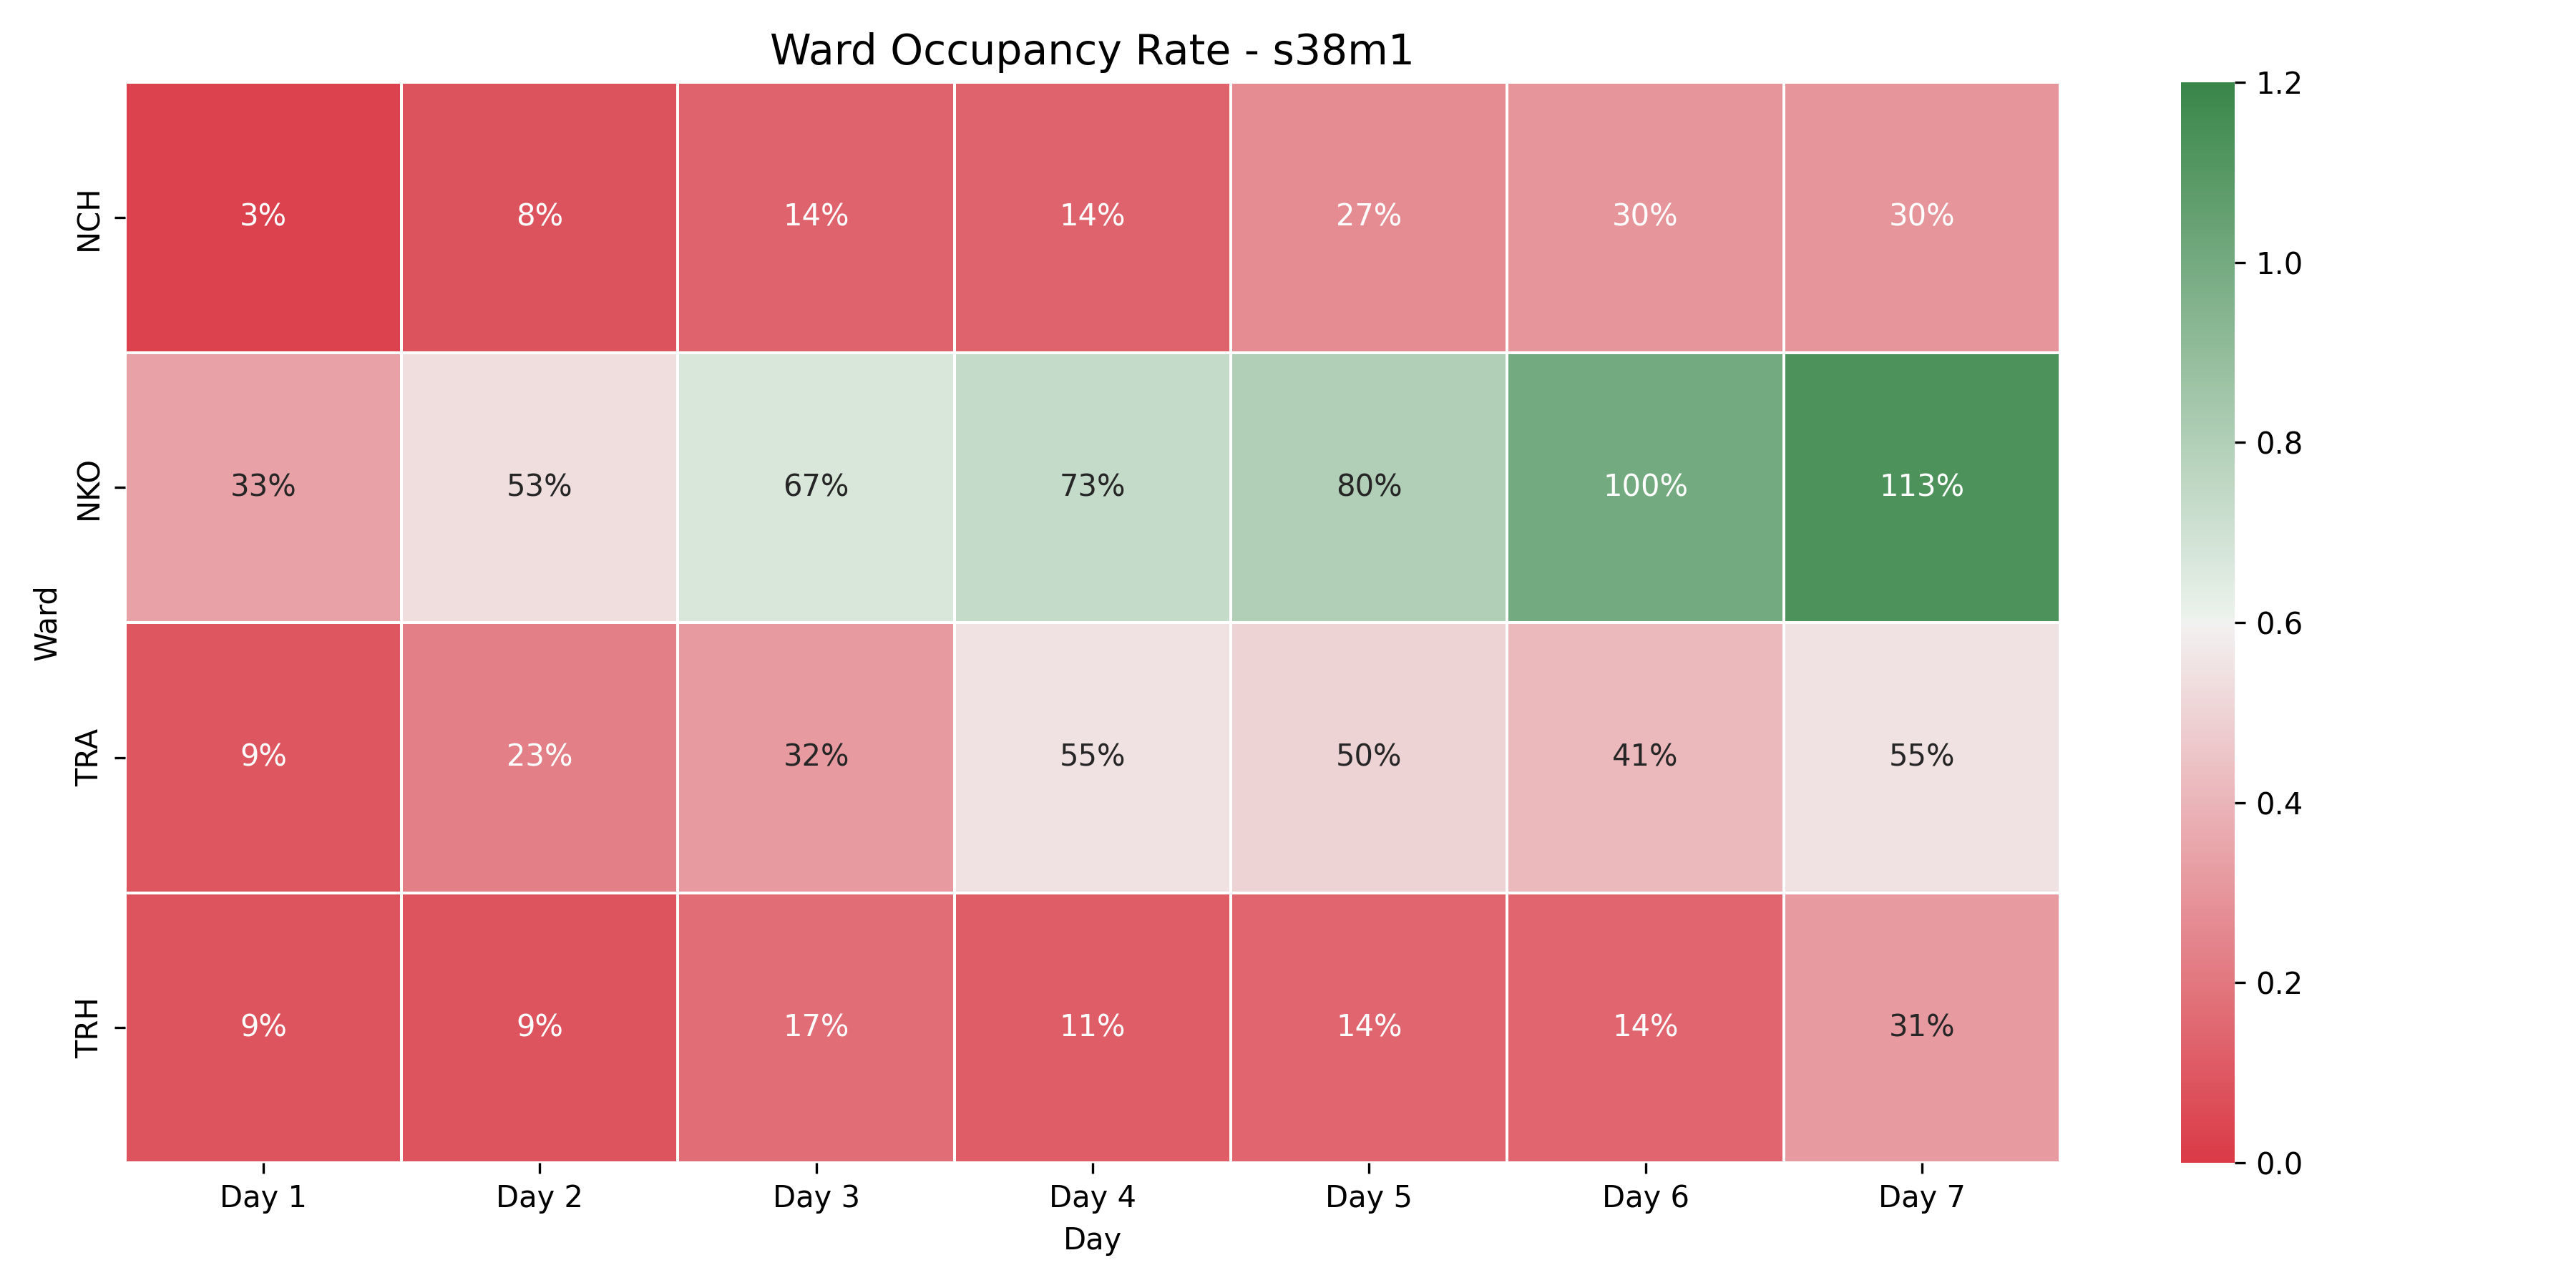 Ward Occupancy Rate - s38m1
Ward
NCH
3% 8% 14% 14% 27% 30% 30%
NKO
33% 53% 67% 73% 80% 100% 113%
TRA
9% 23% 32% 55% 50% 41% 55%
TRH
9% 9% 17% 11% 14% 14% 31%
Day 1 Day 2 Day 3 Day 4 Day 5 Day 6 Day 7
Day
1.2
1.0
0.8
0.6
0.4
0.2
0.0